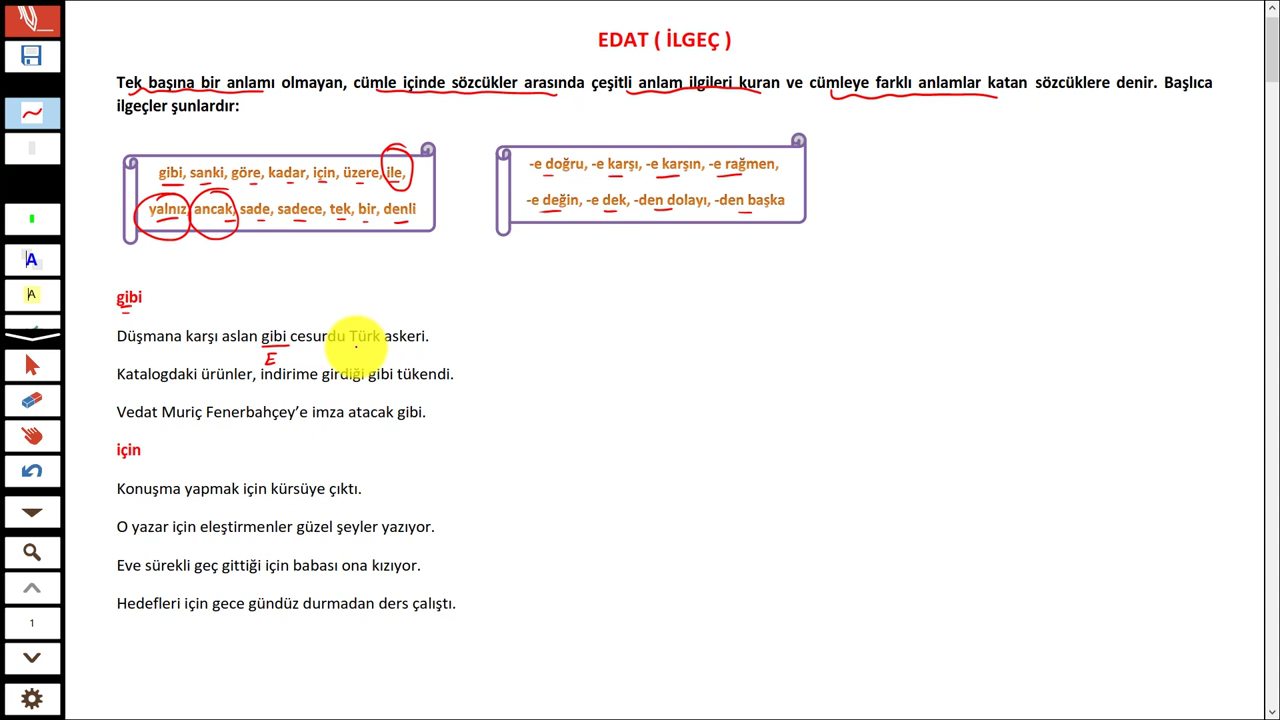 EDAT ( İLGEÇ )
Tek başına bir anlamı olmayan, cümle içinde sözcükler arasında çeşitli anlam ilgileri kuran ve cümleye farklı anlamlar katan sözcüklere denir. Başlıca
ilgeçler şunlardır:
gibi, sanki, göre, kadar, için, üzere, ile,
yalnız, ancak, sade, sadece, tek, bir, denli
-e doğru, -e karşı, -e karşın, -e rağmen,
-e değin, -e dek, -den dolayı, -den başka
gibi
Düşmana karşı aslan gibi cesurdu Türk askeri.
E
Katalogdaki ürünler, indirime girdiği gibi tükendi.
Vedat Muriç Fenerbahçey’e imza atacak gibi.
için
Konuşma yapmak için kürsüye çıktı.
O yazar için eleştirmenler güzel şeyler yazıyor.
Eve sürekli geç gittiği için babası ona kızıyor.
Hedefleri için gece gündüz durmadan ders çalıştı.
A
A
1